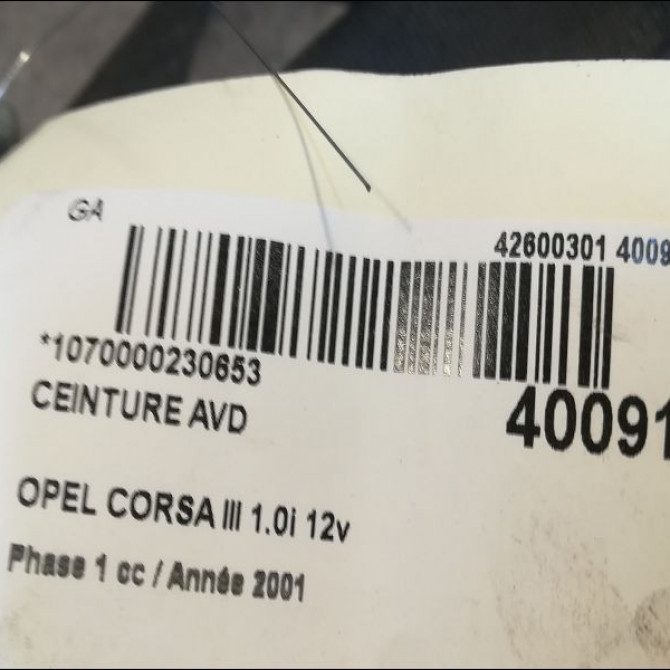 GA
42600301 4009
*1070000230653
CEINTURE AVD
40091
OPEL CORSA III 1.0i 12v
Phase 1 cc / Année 2001